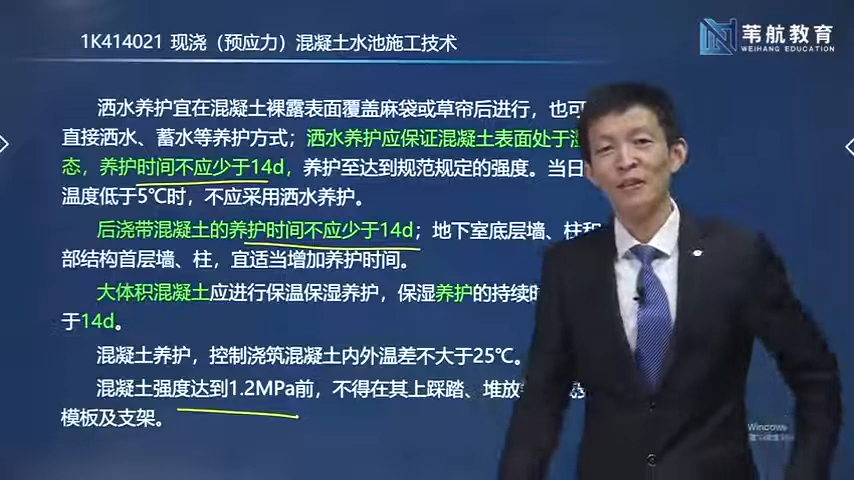 1K414021 现浇（预应力）混凝土水池施工技术
苇航教育
WEIHANG EDUCATION
洒水养护宜在混凝土裸露表面覆盖麻袋或草帘后进行，也可
直接洒水、蓄水等养护方式；洒水养护应保证混凝土表面处于
态，养护时间不应少于14d，养护至达到规范规定的强度。当日
温度低于5℃时，不应采用洒水养护。
后浇带混凝土的养护时间不应少于14d；地下室底层墙、柱和
部结构首层墙、柱，宜适当增加养护时间。
大体积混凝土应进行保温保湿养护，保湿养护的持续时
于14d。
混凝土养护，控制浇筑混凝土内外温差不大于25℃。
混凝土强度达到1.2MPa前，不得在其上踩踏、堆放
模板及支架。
Windows